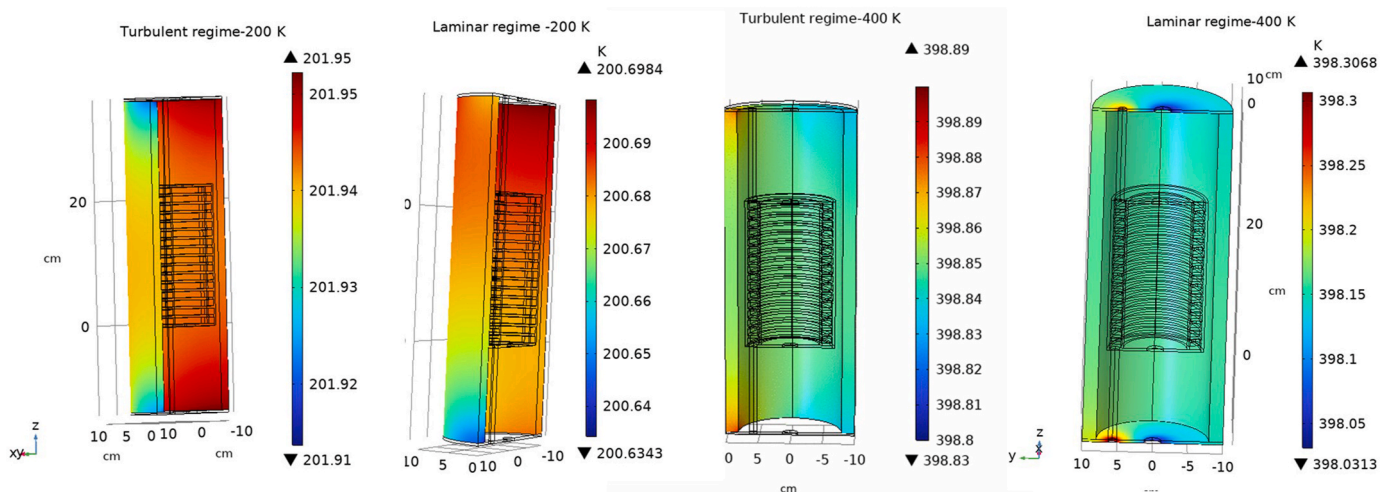 Turbulent regime-200 K
▲ 201.95
201.95
201.94
201.93
201.92
▼ 201.91
20
cm
0
10 5 0 10 0 -10
cm cm
z
xy
Laminar regime -200 K
K
▲ 200.6984
200.69
200.68
200.67
200.66
200.65
200.64
▼ 200.6343
0
10 5 0 10 0 -10
cm
Turbulent regime-400 K
▲ 398.89
398.89
398.88
398.87
398.86
398.85
398.84
398.83
398.82
398.81
398.8
▼ 398.83
0 5 0 -5 -10
cm
Laminar regime-400 K
K
▲ 398.3068
398.3
398.25
398.2
398.15
398.1
398.05
▼ 398.0313
10 cm
0
20
cm
0
10 5 0 -5 -10
z
y